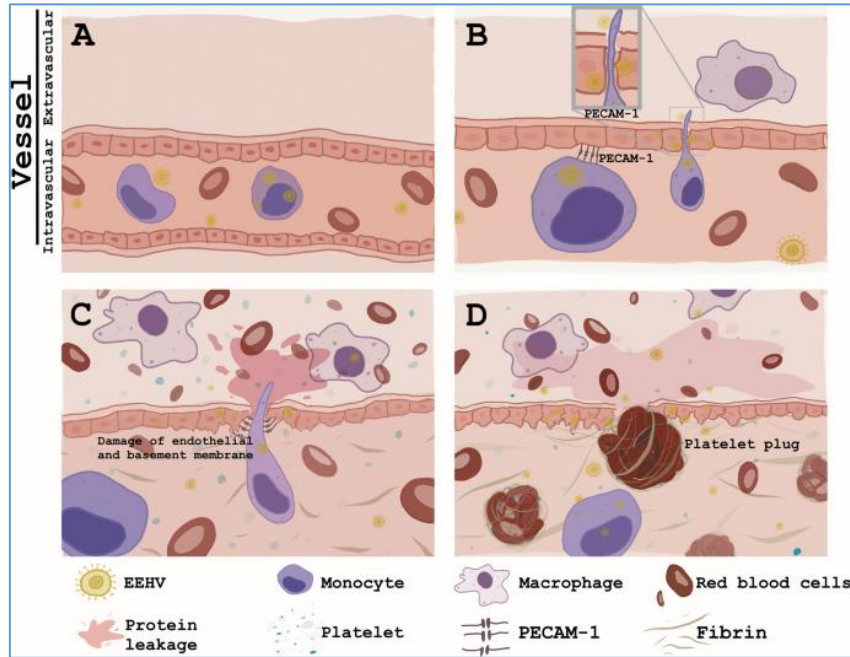 Vessel
Extravascular
Intravascular
A
B
PECAM-1
PECAM-1
C
Damage of endothelial
and basement membrane
D
Platelet plug
EEHV
Monocyte
Macrophage
Red blood cells
Protein
leakage
Platelet
PECAM-1
Fibrin